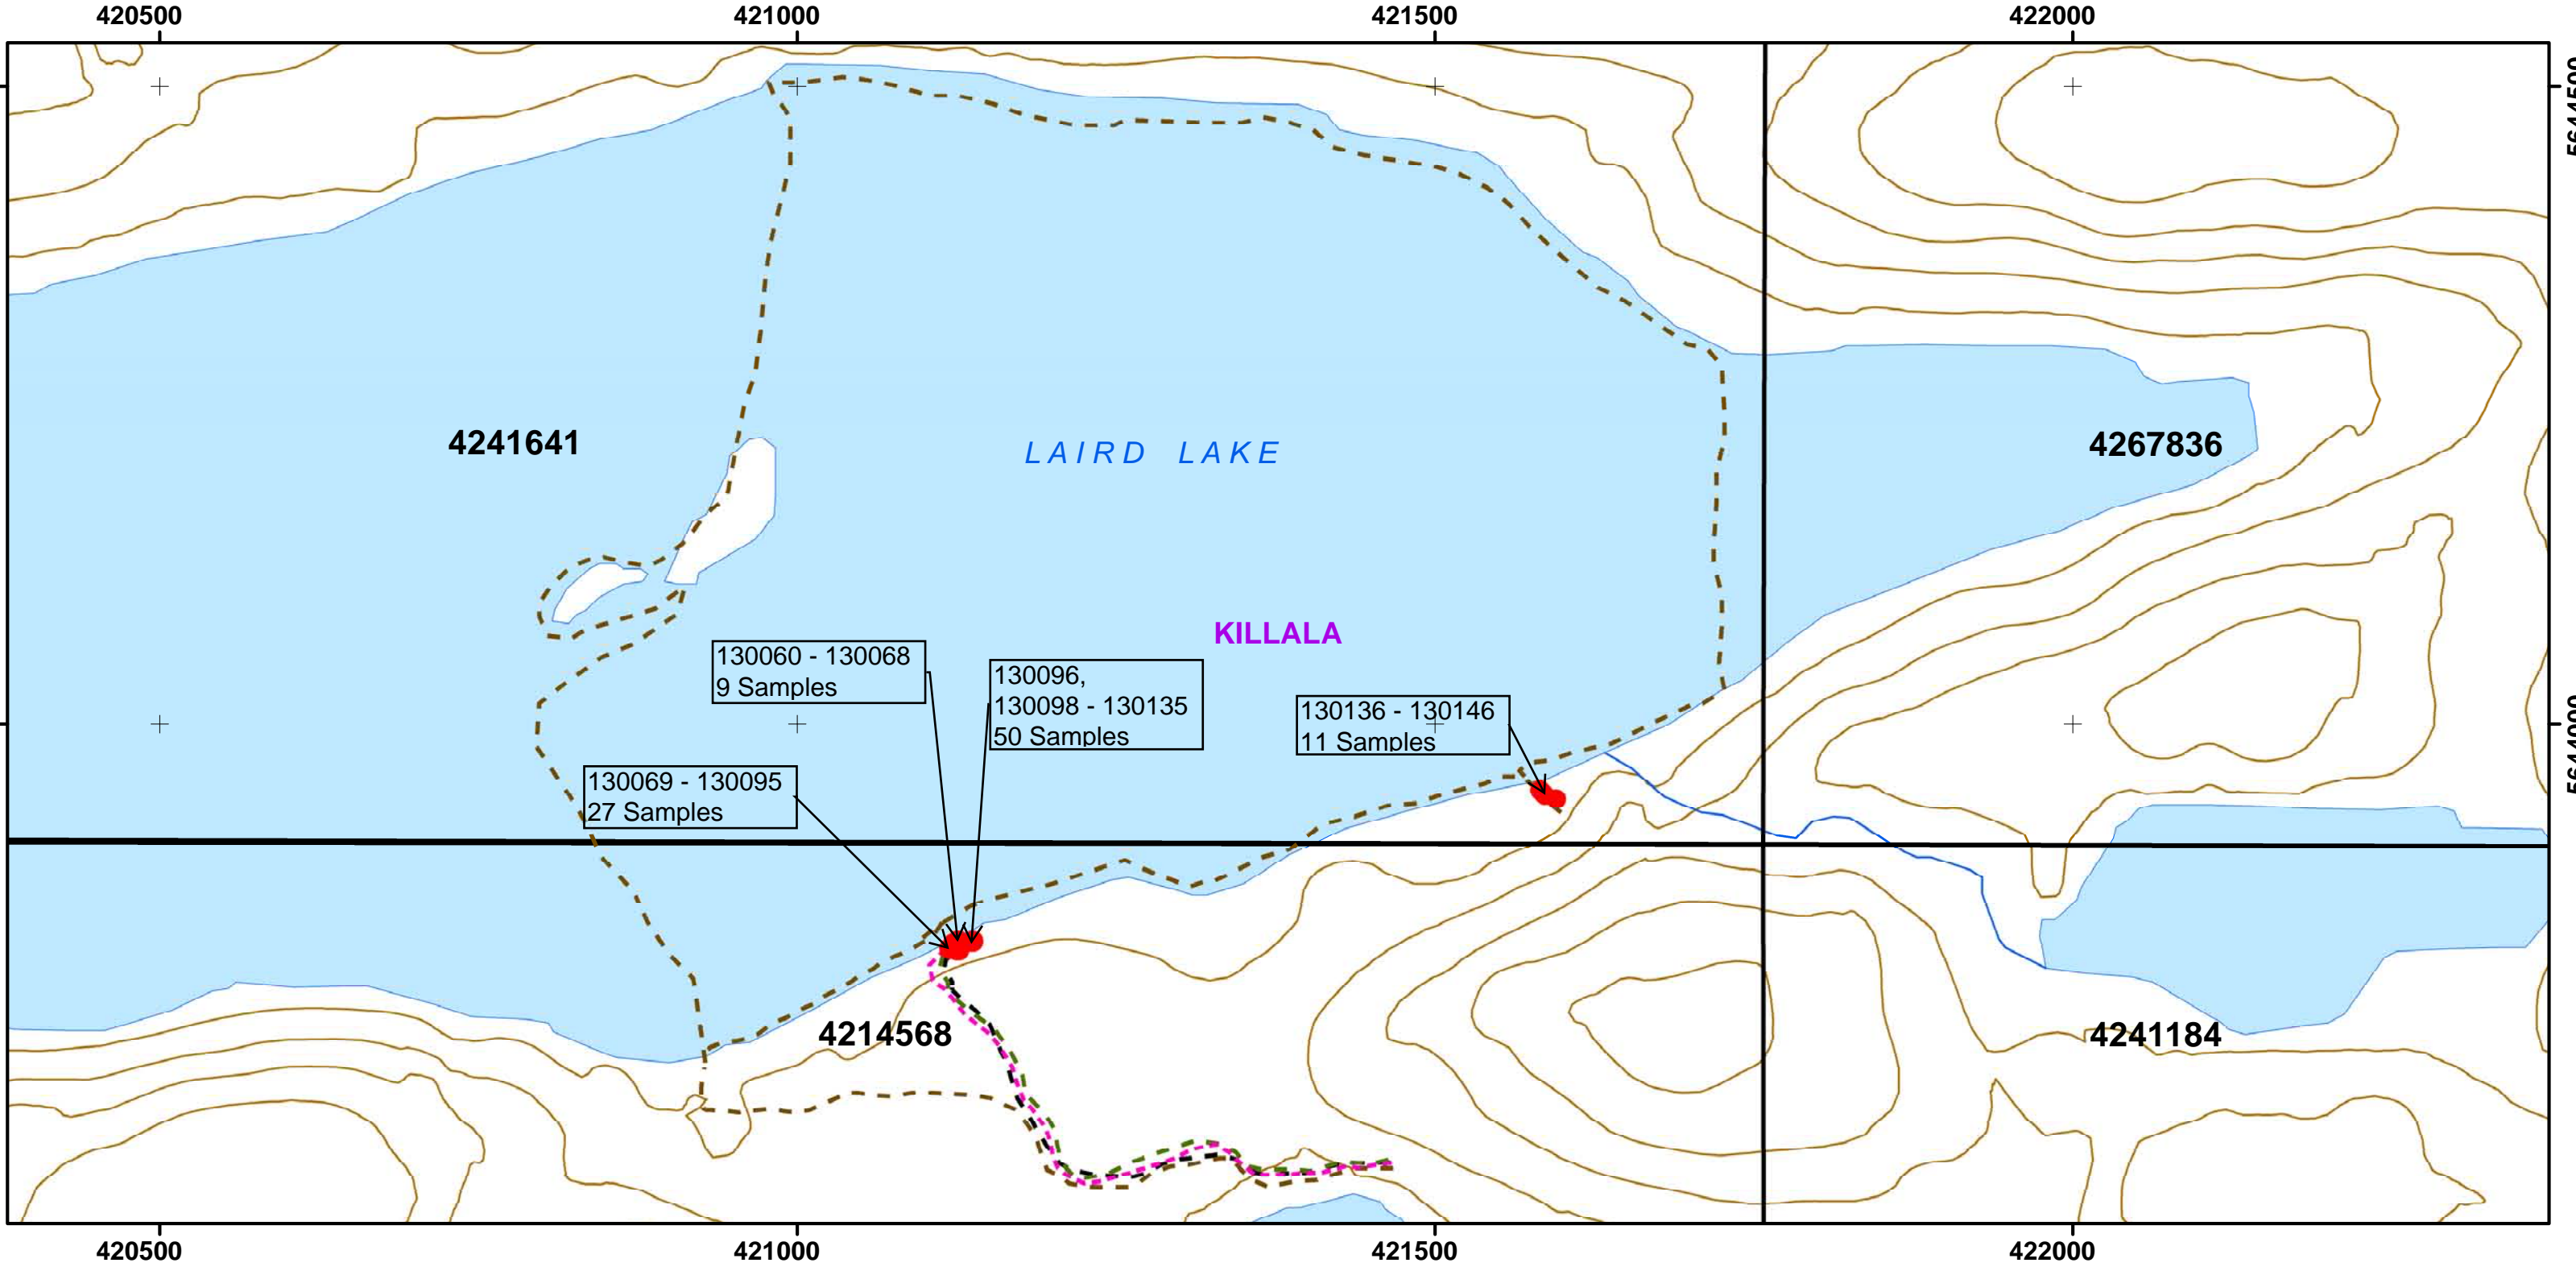 420500 421000 421500 422000
4241641
LAIRD LAKE
4267836
KILLALA
130060 - 130068
9 Samples
130096,
130098 - 130135
50 Samples
130136 - 130146
11 Samples
130069 - 130095
27 Samples
4214568
4241184
420500 421000 421500 422000